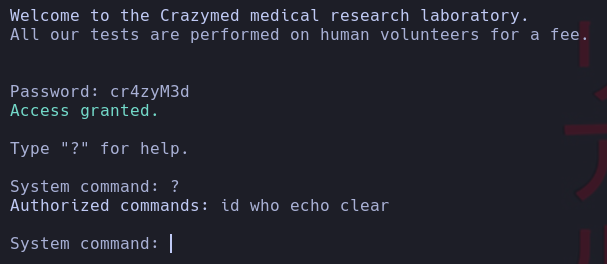 Welcome to the Crazymed medical research laboratory.
All our tests are performed on human volunteers for a fee.
Password: cr4zyM3d
Access granted.
Type "?" for help.
System command: ?
Authorized commands: id who echo clear
System command: